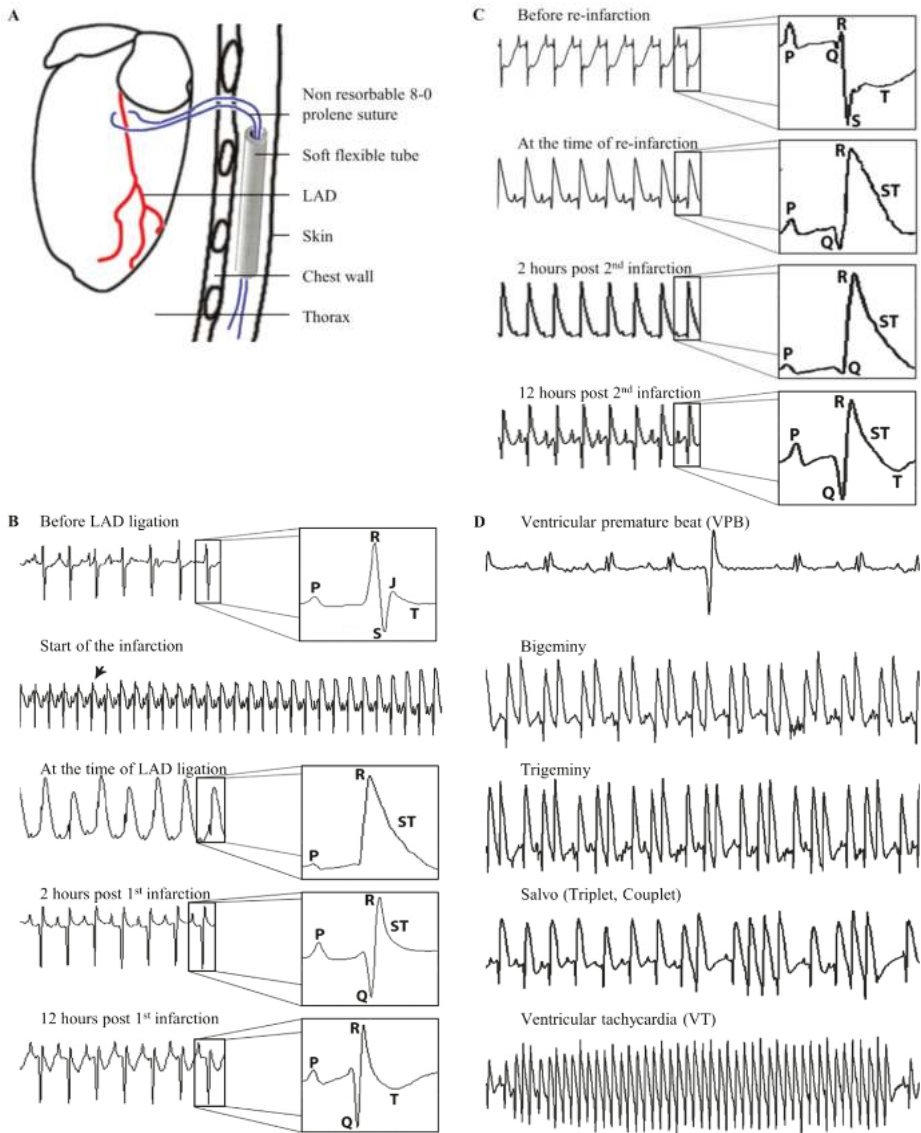 A
Non resorbable 8-0
prolene suture
Soft flexible tube
LAD
Skin
Chest wall
Thorax
C
Before re-infarction
P
Q
R
S
T
At the time of re-infarction
P
Q
R
ST
2 hours post 2nd infarction
P
Q
R
ST
12 hours post 2nd infarction
P
Q
R
ST
T
B
Before LAD ligation
P
R
S
J
T
Start of the infarction
At the time of LAD ligation
P
R
ST
2 hours post 1st infarction
P
Q
R
ST
12 hours post 1st infarction
P
Q
R
T
D
Ventricular premature beat (VPB)
Bigeminy
Trigeminy
Salvo (Triplet, Couplet)
Ventricular tachycardia (VT)